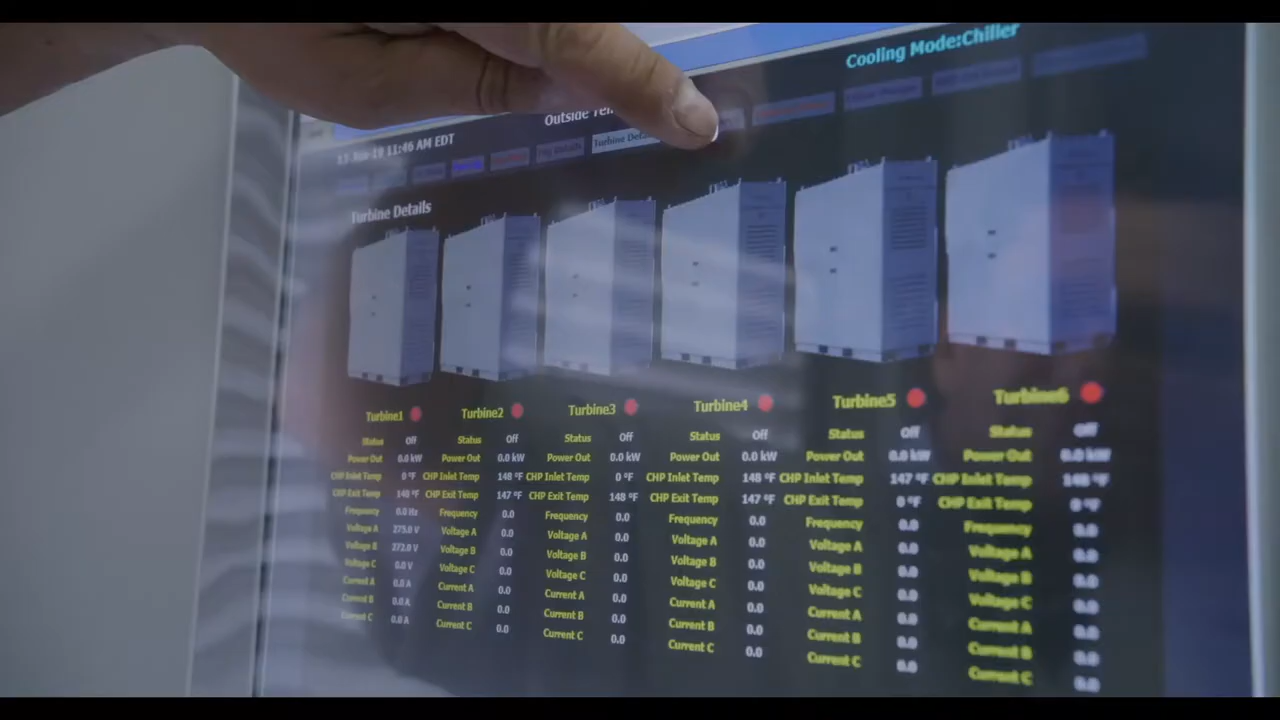 Cooling Mode:Chiller
Outside
11:46 AM EDT
Turbine
Turbine Details
Turbine1 Turbine2 Turbine3 Turbine4 Turbine5 Turbine6
Status Off Status Off Status Off Status Off Status Off Status Off
Power Out 0.0 kW Power Out 0.0 kW Power Out 0.0 kW Power Out 0.0 kW Power Out 0.0 kW Power Out 0.0 kW
CHP Inlet Temp 0 °F CHP Inlet Temp 148 °F CHP Inlet Temp 0 °F CHP Inlet Temp 148 °F CHP Inlet Temp 147 °F CHP Inlet Temp 148 °F
CHP Exit Temp 148 °F CHP Exit Temp 147 °F CHP Exit Temp 148 °F CHP Exit Temp 147 °F CHP Exit Temp 0 °F CHP Exit Temp 0 °F
Frequency 0.0 Hz Frequency 0.0 Frequency 0.0 Frequency 0.0 Frequency 0.0 Frequency 0.0
Voltage A 275.0 V Voltage A 0.0 Voltage A 0.0 Voltage A 0.0 Voltage A 0.0 Voltage A 0.0
Voltage B 272.0 V Voltage B 0.0 Voltage B 0.0 Voltage B 0.0 Voltage B 0.0 Voltage B 0.0
Voltage C 0.0 V Voltage C 0.0 Voltage C 0.0 Voltage C 0.0 Voltage C 0.0 Voltage C 0.0
Current A 0.0 A Current A 0.0 Current A 0.0 Current A 0.0 Current A 0.0 Current A 0.0
Current B 0.0 A Current B 0.0 Current B 0.0 Current B 0.0 Current B 0.0 Current B 0.0
Current C 0.0 A Current C 0.0 Current C 0.0 Current C 0.0 Current C 0.0 Current C 0.0